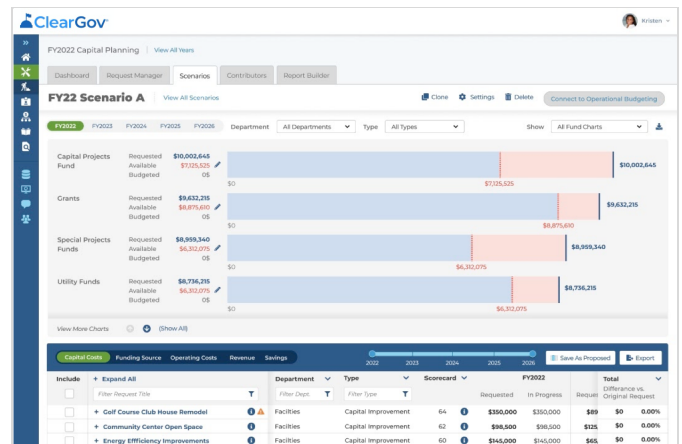 ClearGov
Kristen
FY2022 Capital Planning View All Years
Dashboard Request Manager Scenarios Contributors Report Builder
FY22 Scenario A View All Scenarios Clone Settings Delete Connect to Operational Budgeting
FY2022 FY2023 FY2024 FY2025 FY2026 Department All Departments Type All Types Show All Fund Charts
Capital Projects Fund
Requested $10,002,645
Available $7,125,525
Budgeted 0$
$0 $7,125,525 $10,002,645
Grants
Requested $9,632,215
Available $8,875,610
Budgeted 0$
$0 $8,875,610 $9,632,215
Special Projects Funds
Requested $8,959,340
Available $6,312,075
Budgeted 0$
$0 $6,312,075 $8,959,340
Utility Funds
Requested $8,736,215
Available $6,312,075
Budgeted 0$
$0 $6,312,075 $8,736,215
View More Charts (Show All)
Capital Costs Funding Source Operating Costs Revenue Savings 2022 2023 2024 2025 2026 Save As Proposed Export
Include + Expand All Department Type Scorecard FY2022 Total
Filter Request Title Filter Dept. Filter Type Requested In Progress Reques Difference vs. Original Request
+ Golf Course Club House Remodel Facilities Capital Improvement 64 $350,000 $350,000 $89 $0 0.00%
+ Community Center Open Space Facilities Capital Improvement 62 $98,500 $98,500 $125, $0 0.00%
+ Energy Effficiency Improvements Facilities Capital Improvement 60 $145,000 $145,000 $65, $0 0.00%